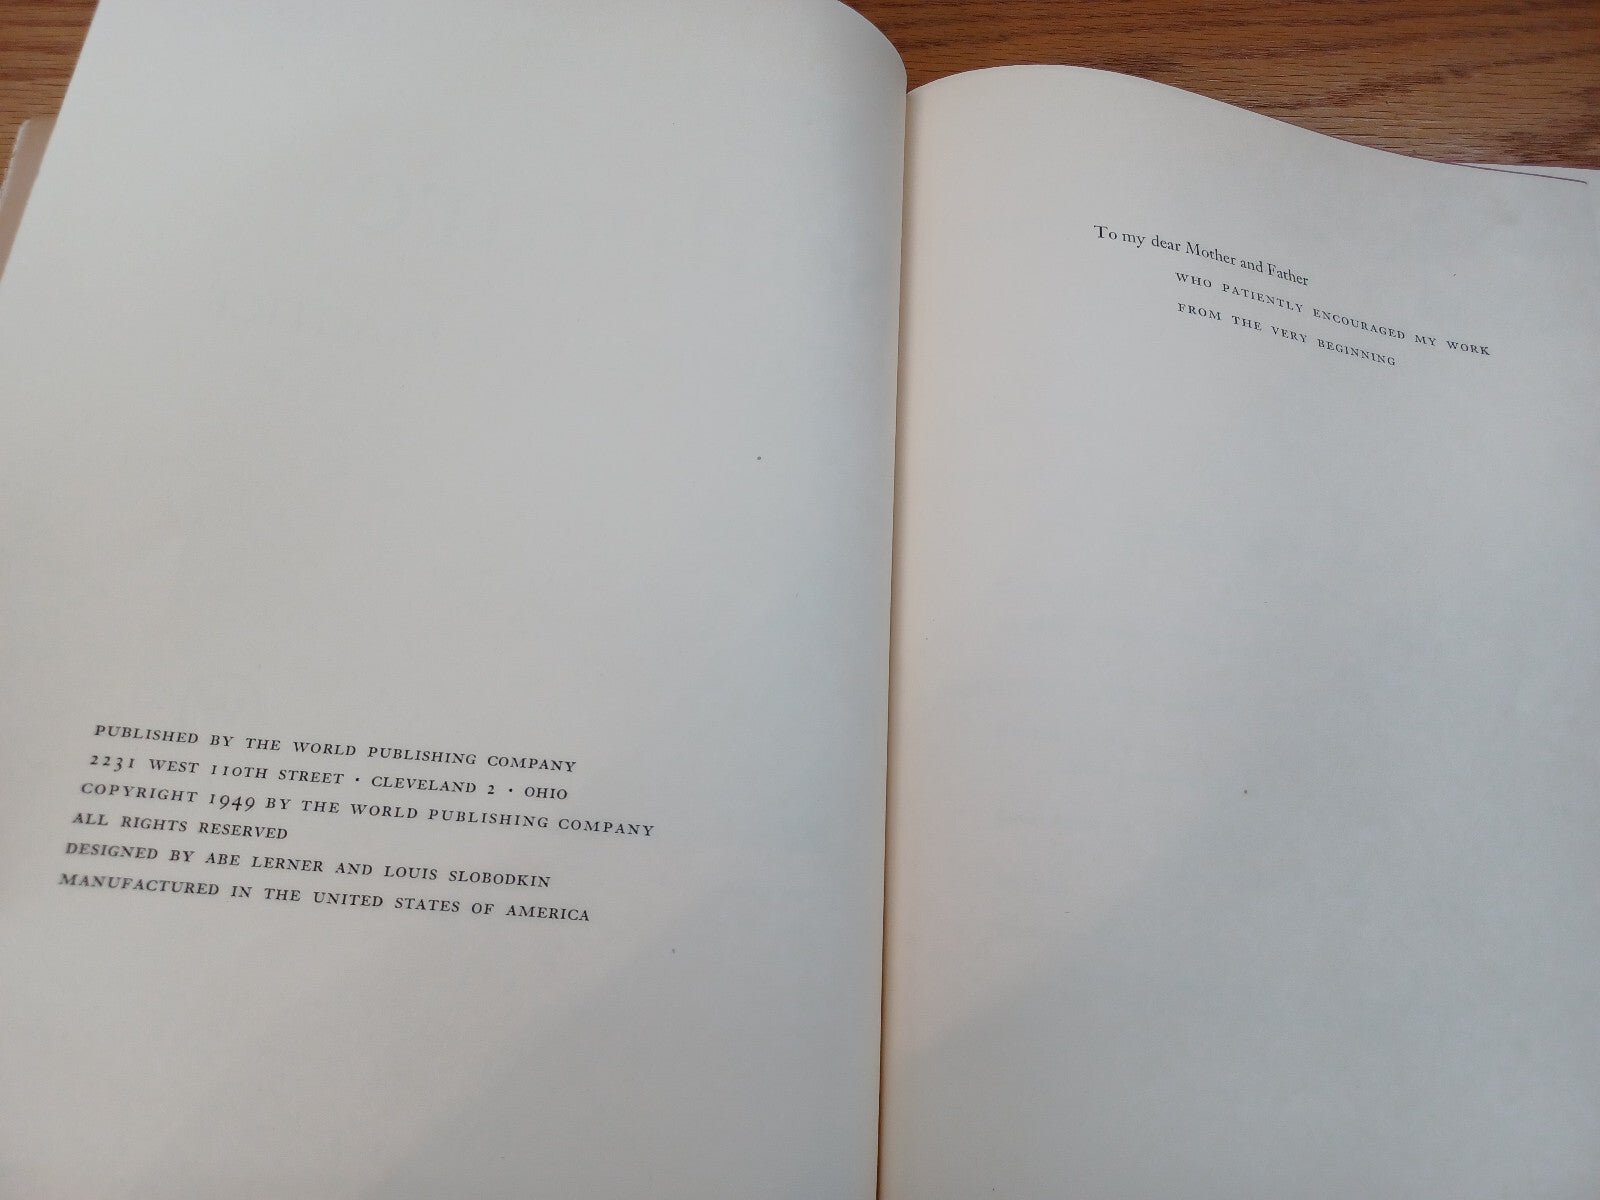 PUBLISHED BY THE WORLD PUBLISHING COMPANY
2231 WEST 110TH STREET · CLEVELAND 2 · OHIO
COPYRIGHT 1949 BY THE WORLD PUBLISHING COMPANY
ALL RIGHTS RESERVED
DESIGNED BY ABE LERNER AND LOUIS SLOBODKIN
MANUFACTURED IN THE UNITED STATES OF AMERICA
To my dear Mother and Father
WHO PATIENTLY ENCOURAGED MY WORK
FROM THE VERY BEGINNING